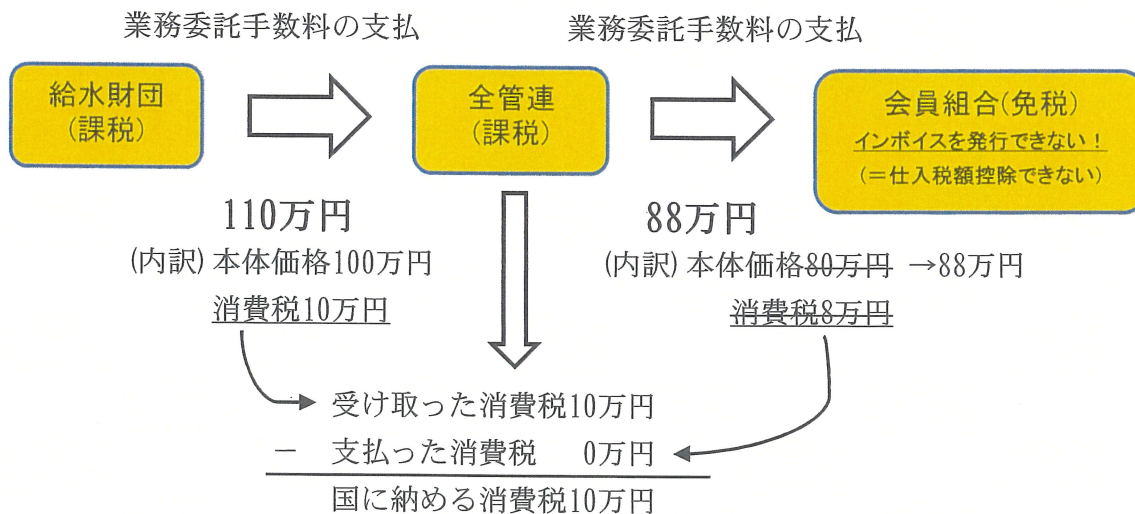 業務委託手数料の支払
業務委託手数料の支払
給水財団
(課税)
全管連
(課税)
会員組合(免税)
インボイスを発行できない！
(＝仕入税額控除できない)
110万円
(内訳) 本体価格100万円
消費税10万円
88万円
(内訳) 本体価格80万円 →88万円
消費税8万円
受け取った消費税10万円
－ 支払った消費税 0万円
国に納める消費税10万円